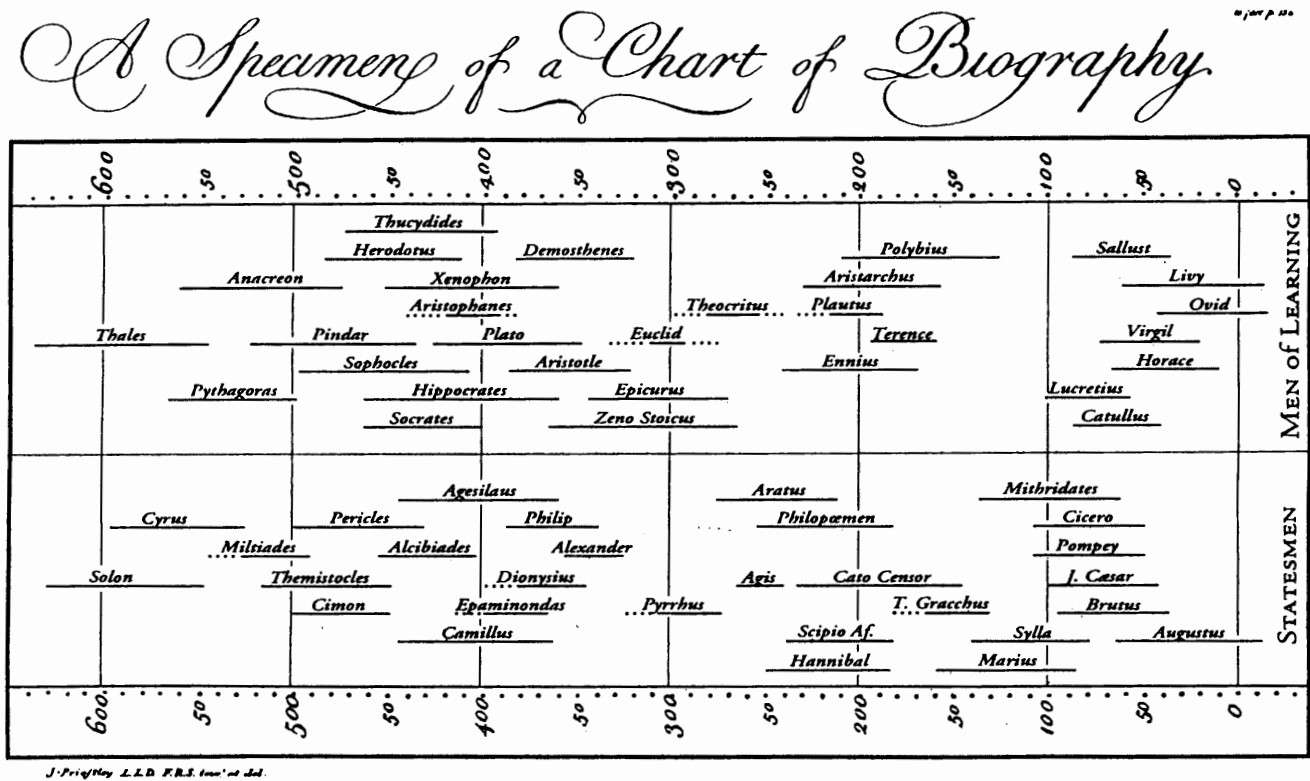 A Specimen of a Chart of Biography
600 50 500 50 400 50 300 50 200 50 100 50 0
Thucydides
Herodotus Demosthenes Polybius Sallust
Anacreon Xenophon Aristarchus Livy
Aristophanes Theocritus Plautus Ovid
Thales Pindar Plato Euclid Terence Virgil
Sophocles Aristotle Ennius Horace
Pythagoras Hippocrates Epicurus Lucretius
Socrates Zeno Stoicus Catullus
MEN OF LEARNING
Agesilaus Aratus Mithridates
Cyrus Pericles Philip Philopœmen Cicero
Miltiades Alcibiades Alexander Pompey
Solon Themistocles Dionysius Agis Cato Censor J. Cæsar
Cimon Epaminondas Pyrrhus T. Gracchus Brutus
Camillus Scipio Af. Sylla Augustus
Hannibal Marius
STATESMEN
600 50 500 50 400 50 300 50 200 50 100 50 0
J. Priestley L.L.D. F.R.S. inv.t et del.